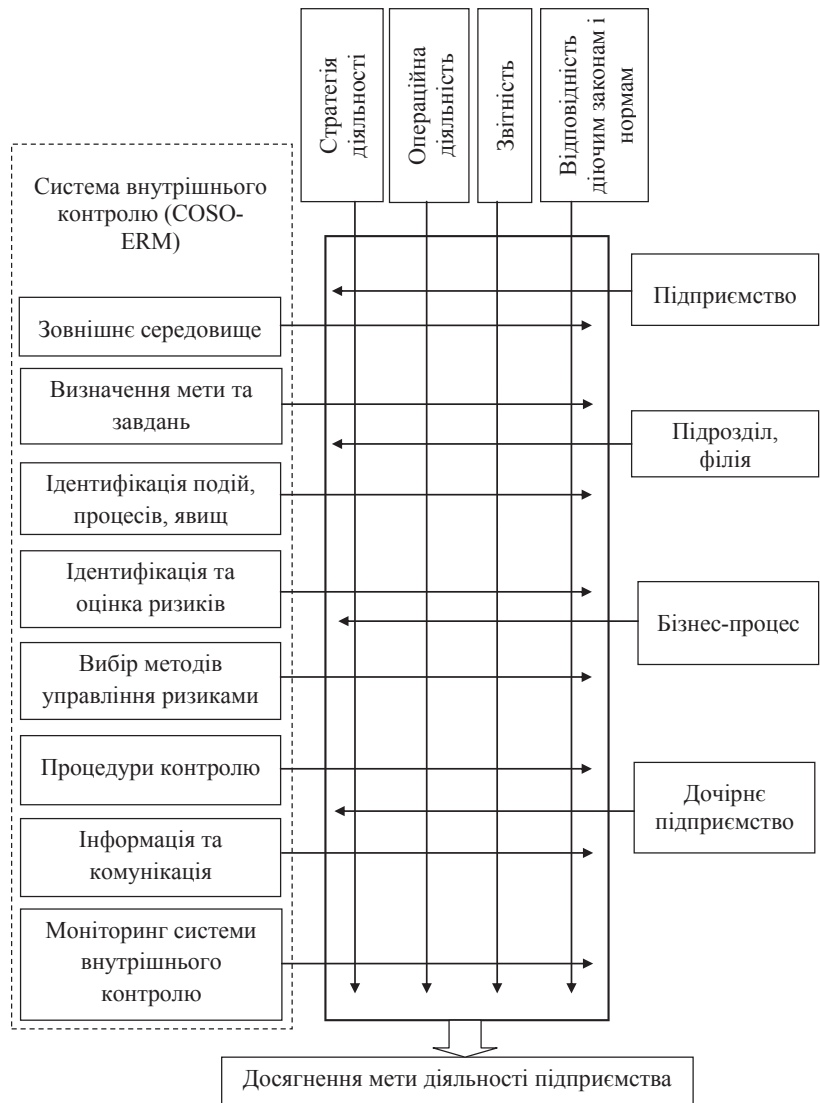 Стратегія
діяльності
Операційна
діяльність
Звітність
Відповідність
діючим законам і
нормам
Система внутрішнього
контролю (COSO-
ERM)
Зовнішнє середовище
Визначення мети та
завдань
Ідентифікація подій,
процесів, явищ
Ідентифікація та
оцінка ризиків
Вибір методів
управління ризиками
Процедури контролю
Інформація та
комунікація
Моніторинг системи
внутрішнього
контролю
Підприємство
Підрозділ,
філія
Бізнес-процес
Дочірнє
підприємство
Досягнення мети діяльності підприємства